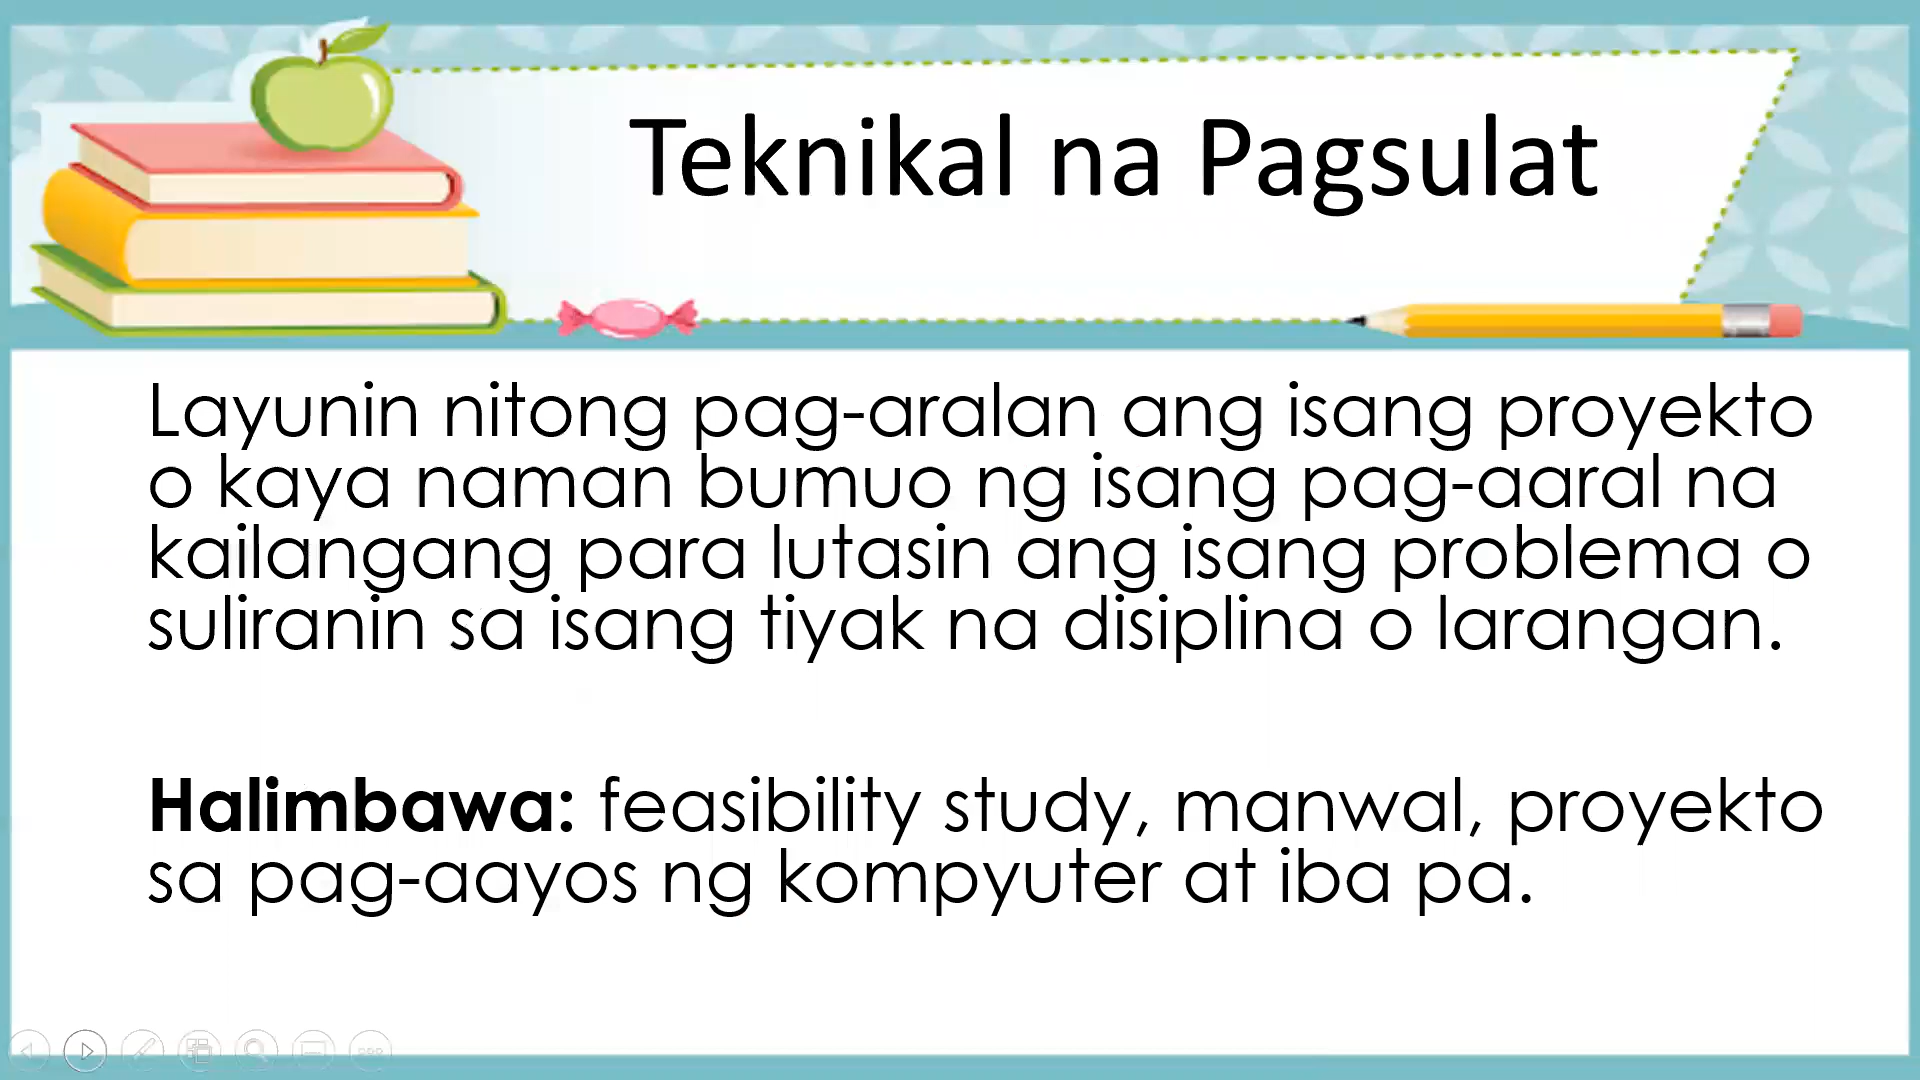 Teknikal na Pagsulat
Layunin nitong pag-aralan ang isang proyekto
o kaya naman bumuo ng isang pag-aaral na
kailangang para lutasin ang isang problema o
suliranin sa isang tiyak na disiplina o larangan.
Halimbawa: feasibility study, manwal, proyekto
sa pag-aayos ng kompyuter at iba pa.